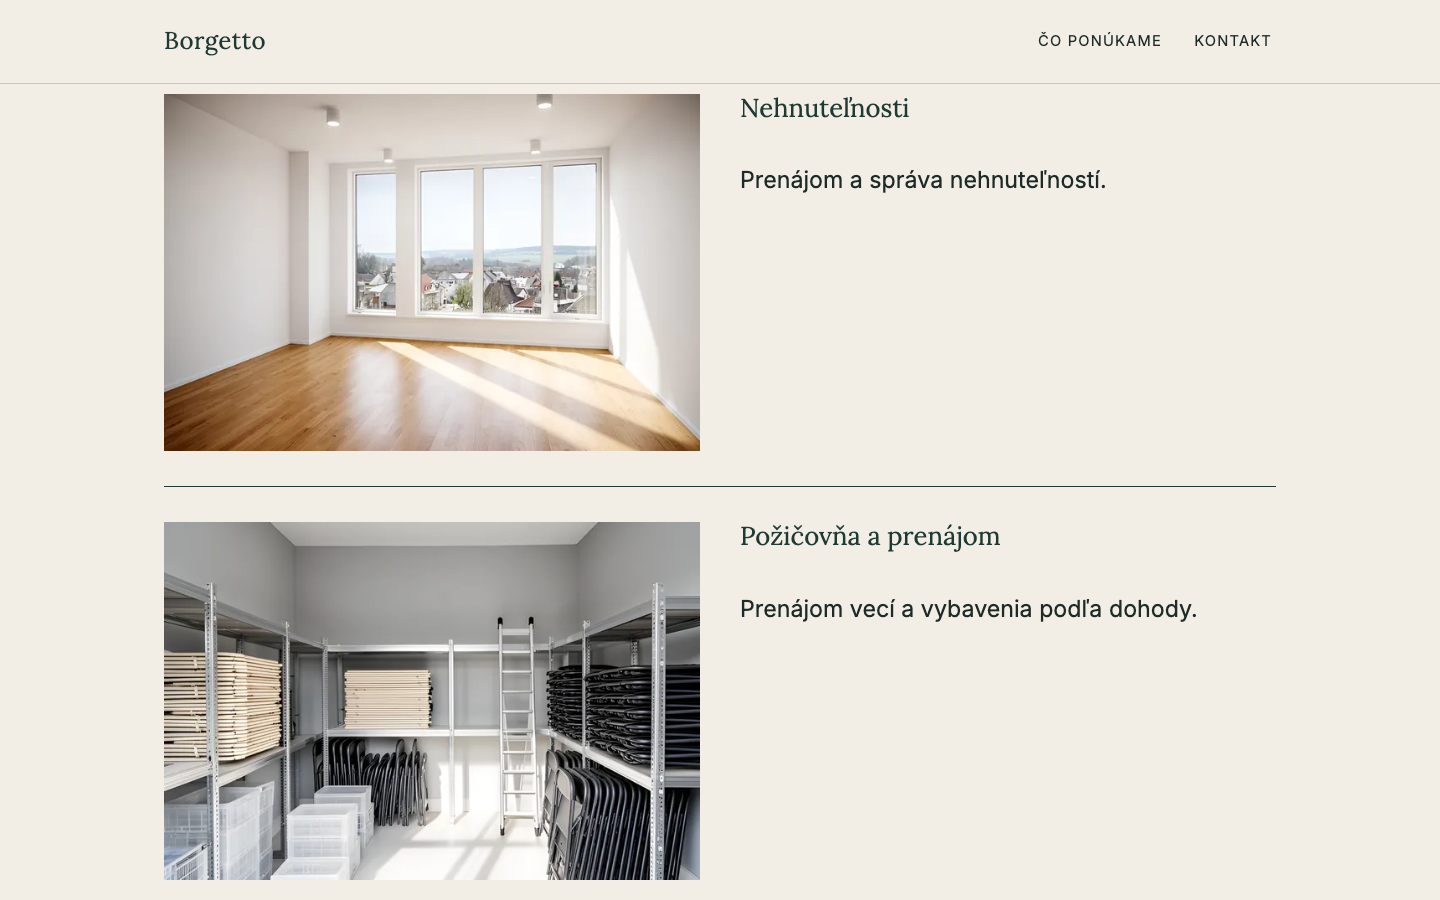 Borgetto
ČO PONÚKAME
KONTAKT
Nehnuteľnosti
Prenájom a správa nehnuteľností.
Požičovňa a prenájom
Prenájom vecí a vybavenia podľa dohody.